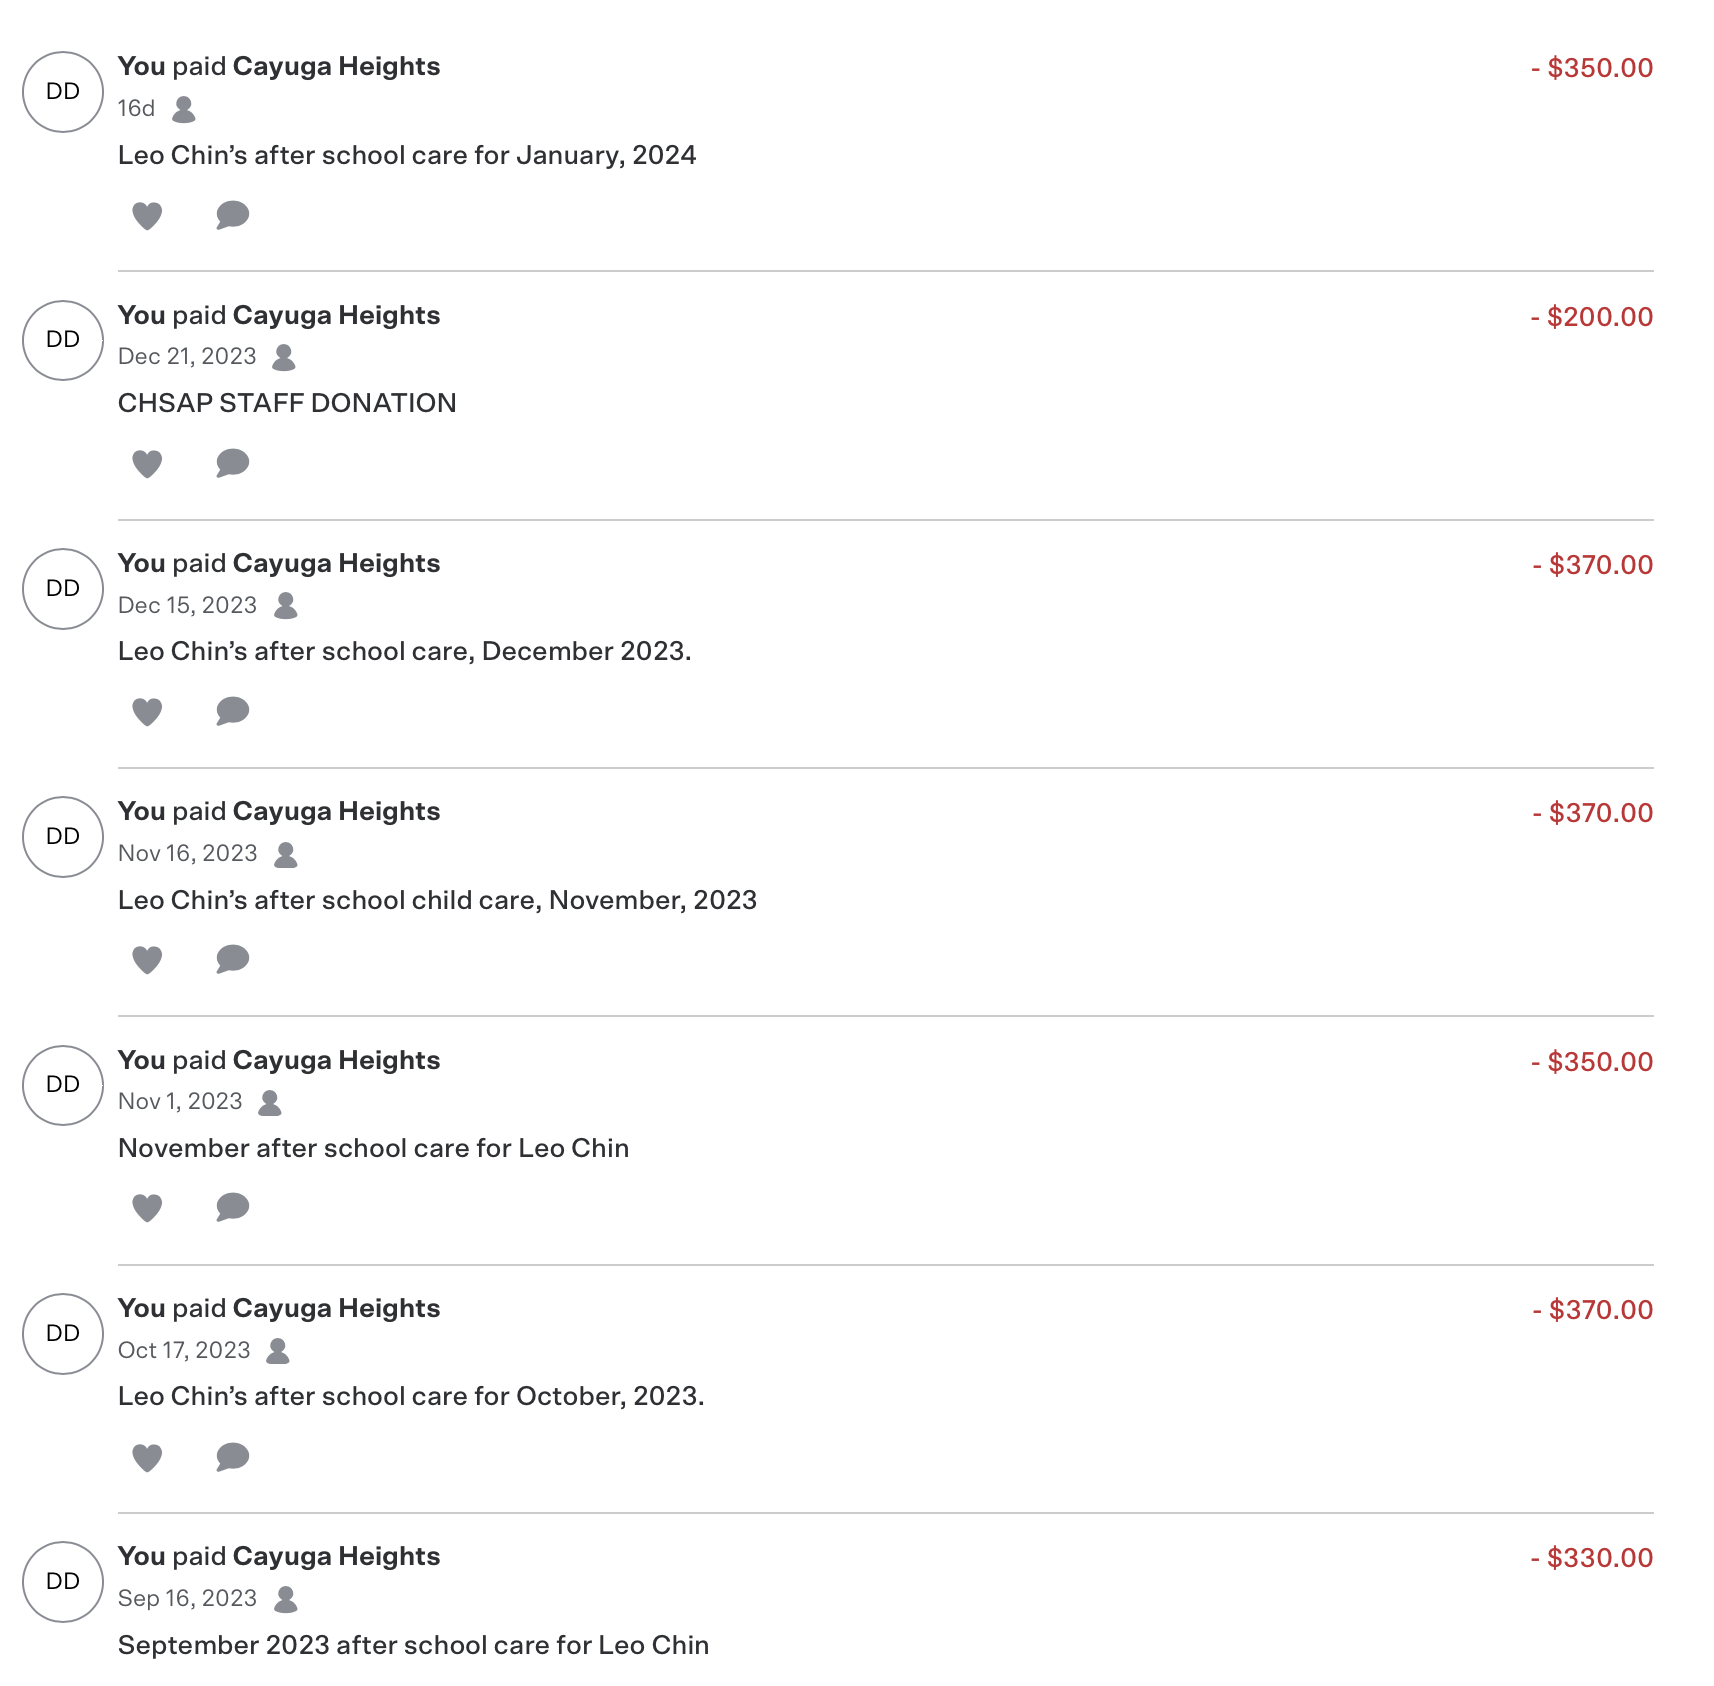 DD
You paid Cayuga Heights
- $350.00
16d
Leo Chin’s after school care for January, 2024
DD
You paid Cayuga Heights
- $200.00
Dec 21, 2023
CHSAP STAFF DONATION
DD
You paid Cayuga Heights
- $370.00
Dec 15, 2023
Leo Chin’s after school care, December 2023.
DD
You paid Cayuga Heights
- $370.00
Nov 16, 2023
Leo Chin’s after school child care, November, 2023
DD
You paid Cayuga Heights
- $350.00
Nov 1, 2023
November after school care for Leo Chin
DD
You paid Cayuga Heights
- $370.00
Oct 17, 2023
Leo Chin’s after school care for October, 2023.
DD
You paid Cayuga Heights
- $330.00
Sep 16, 2023
September 2023 after school care for Leo Chin